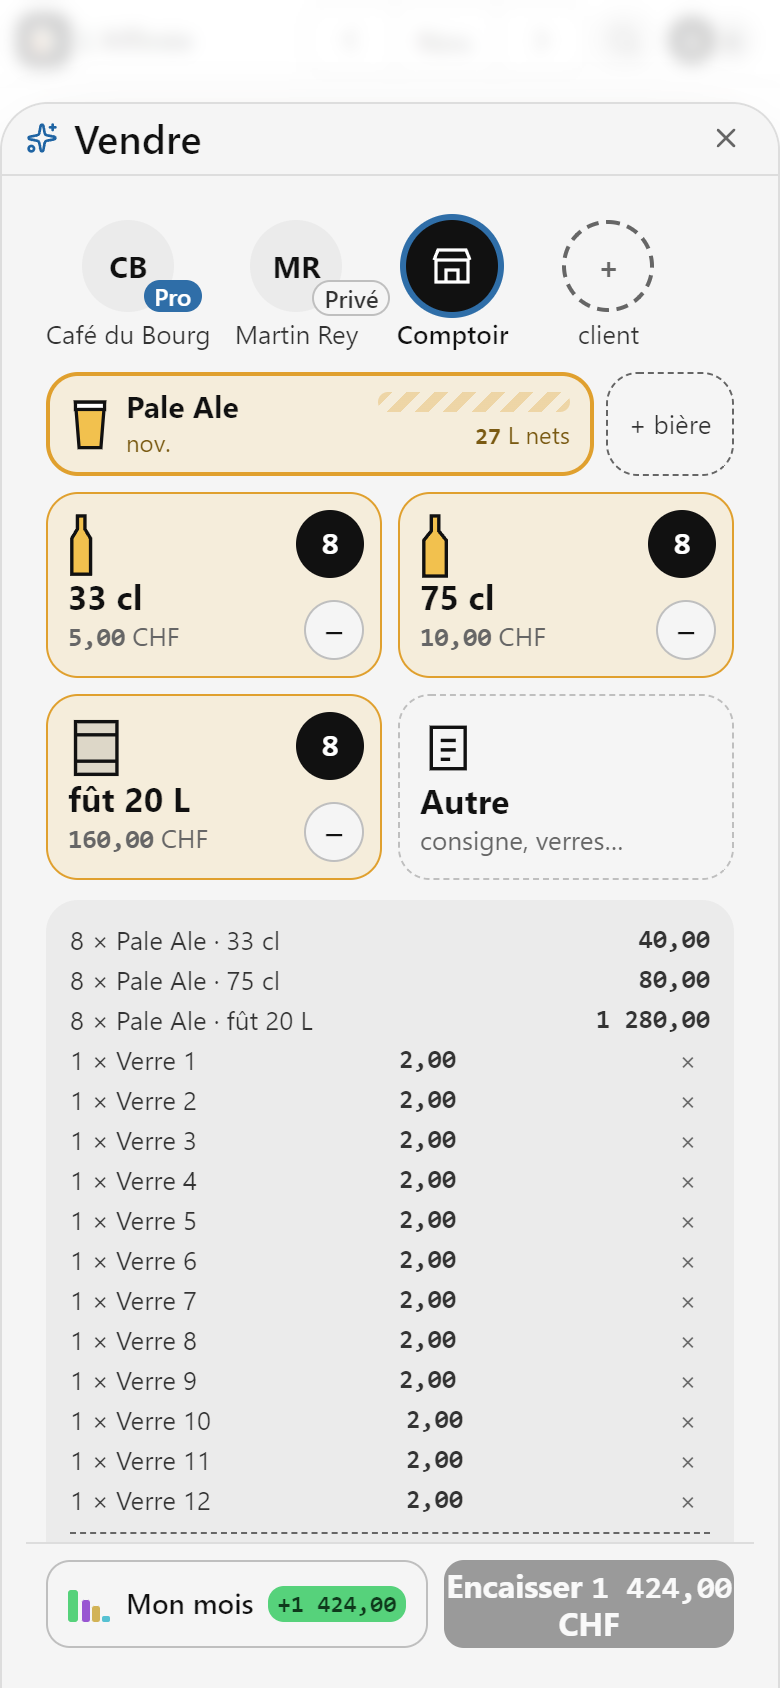 Vendre
CB
Pro
Café du Bourg
MR
Privé
Martin Rey
Comptoir
+
client
Pale Ale
nov.
27 L nets
+ bière
8
33 cl
5,00 CHF
–
8
75 cl
10,00 CHF
–
8
fût 20 L
160,00 CHF
–
Autre
consigne, verres…
8 × Pale Ale · 33 cl 40,00
8 × Pale Ale · 75 cl 80,00
8 × Pale Ale · fût 20 L 1 280,00
1 × Verre 1 2,00 ×
1 × Verre 2 2,00 ×
1 × Verre 3 2,00 ×
1 × Verre 4 2,00 ×
1 × Verre 5 2,00 ×
1 × Verre 6 2,00 ×
1 × Verre 7 2,00 ×
1 × Verre 8 2,00 ×
1 × Verre 9 2,00 ×
1 × Verre 10 2,00 ×
1 × Verre 11 2,00 ×
1 × Verre 12 2,00 ×
Mon mois +1 424,00
Encaisser 1 424,00
CHF